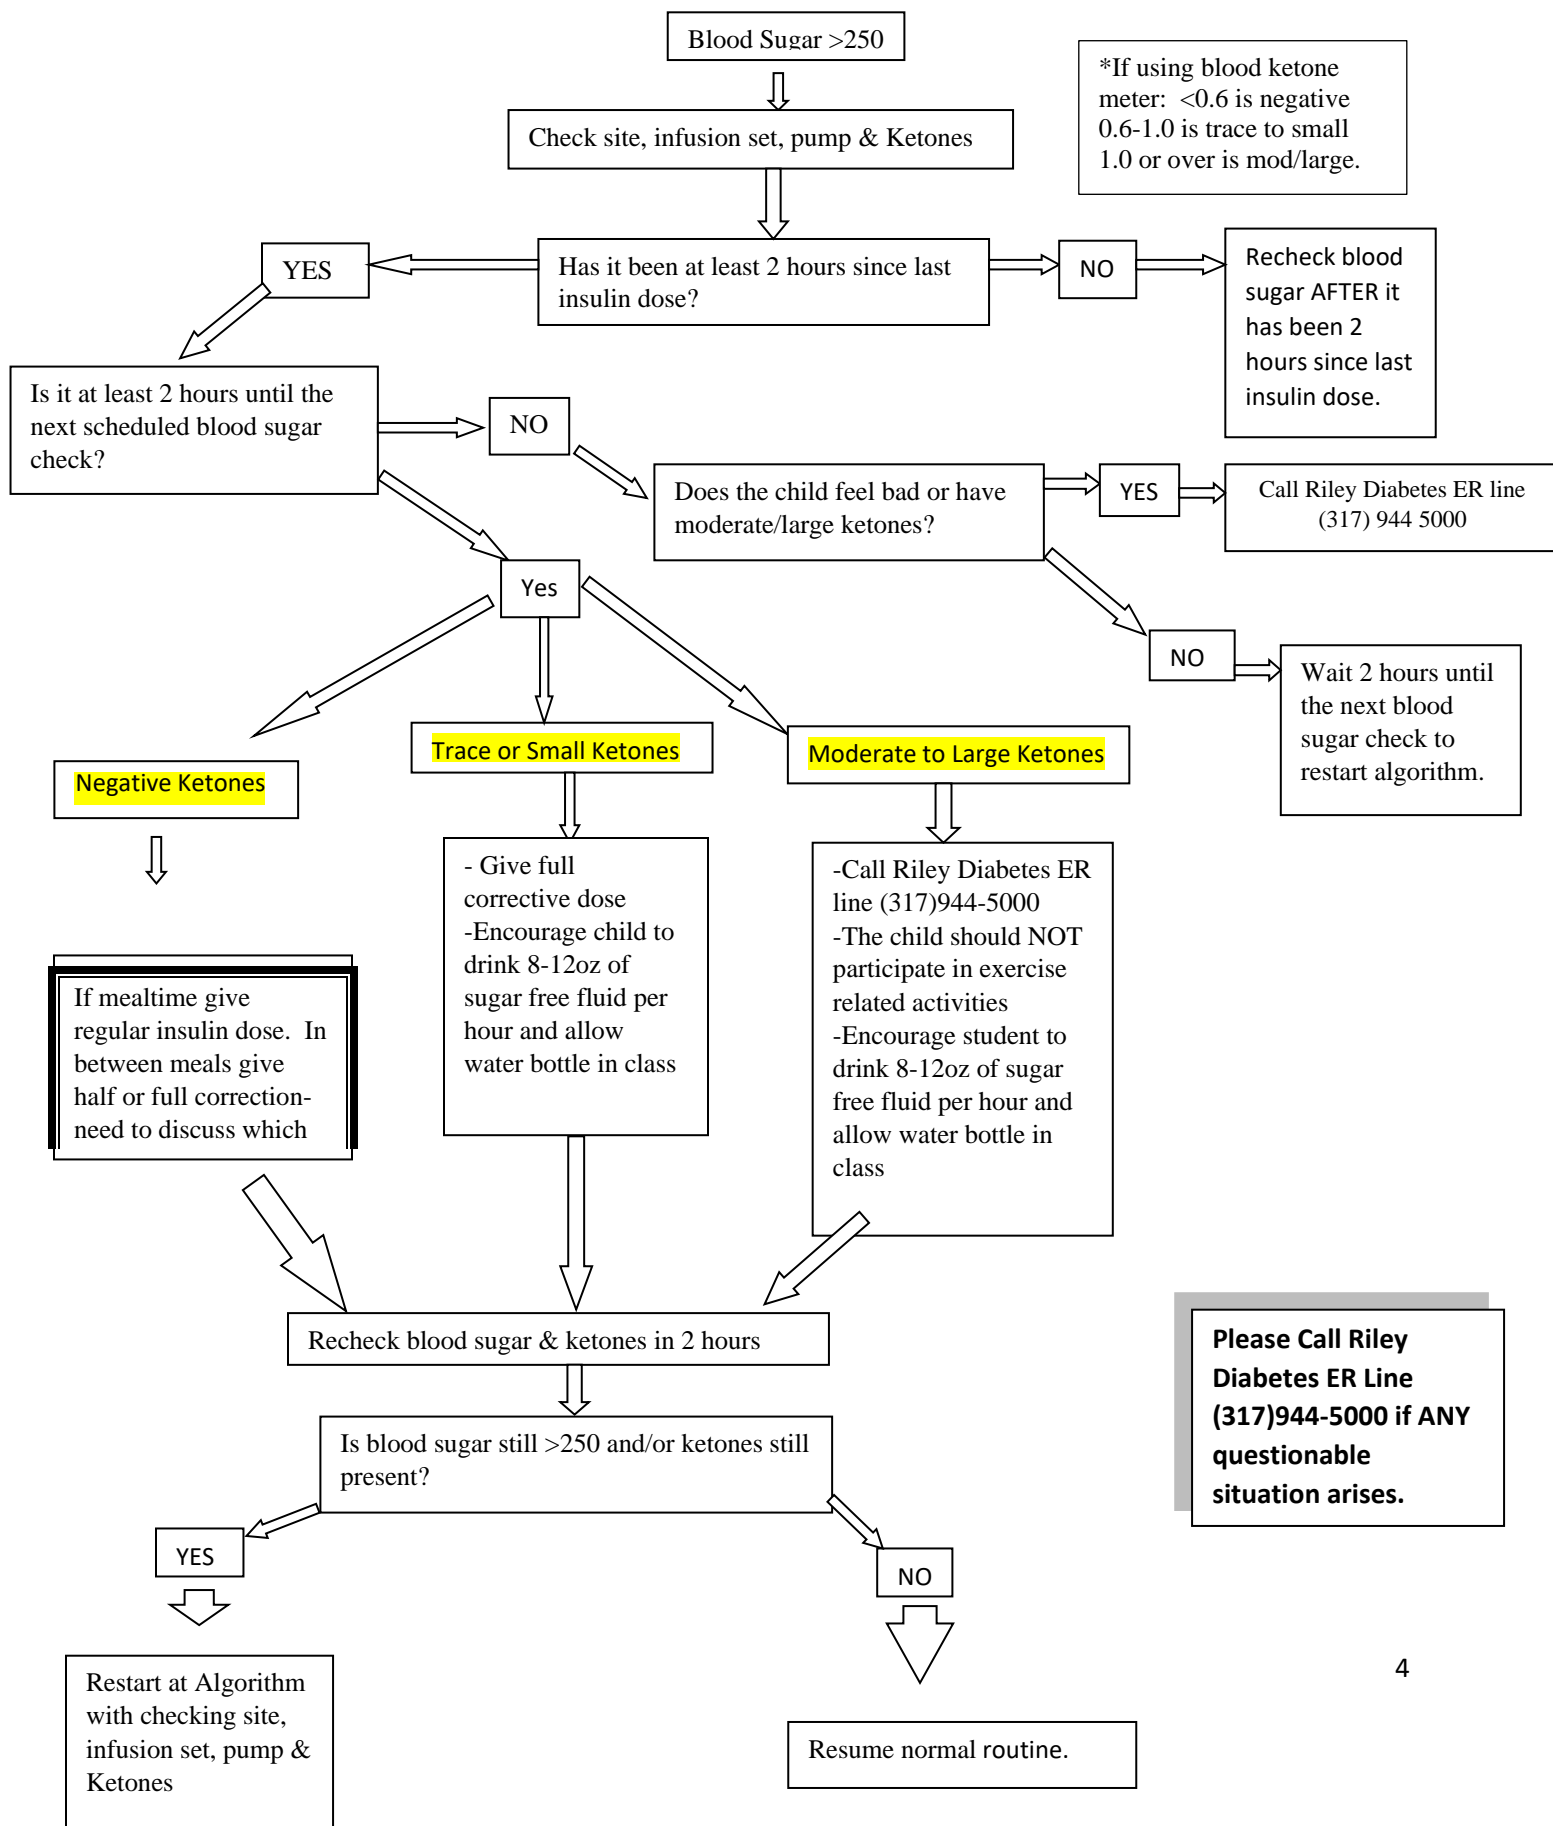 Blood Sugar >250
*If using blood ketone
meter:  <0.6 is negative
0.6-1.0 is trace to small
1.0 or over is mod/large.
Check site, infusion set, pump & Ketones
YES
Has it been at least 2 hours since last
insulin dose?
NO
Recheck blood
sugar AFTER it
has been 2
hours since last
insulin dose.
Is it at least 2 hours until the
next scheduled blood sugar
check?
NO
Does the child feel bad or have
moderate/large ketones?
YES
Call Riley Diabetes ER line
(317) 944 5000
Yes
NO
Wait 2 hours until
the next blood
sugar check to
restart algorithm.
Negative Ketones
Trace or Small Ketones
Moderate to Large Ketones
If mealtime give
regular insulin dose.  In
between meals give
half or full correction-
need to discuss which
- Give full
corrective dose
-Encourage child to
drink 8-12oz of
sugar free fluid per
hour and allow
water bottle in class
-Call Riley Diabetes ER
line (317)944-5000
-The child should NOT
participate in exercise
related activities
-Encourage student to
drink 8-12oz of sugar
free fluid per hour and
allow water bottle in
class
Recheck blood sugar & ketones in 2 hours
Please Call Riley
Diabetes ER Line
(317)944-5000 if ANY
questionable
situation arises.
Is blood sugar still >250 and/or ketones still
present?
YES
NO
Restart at Algorithm
with checking site,
infusion set, pump &
Ketones
Resume normal routine.
4